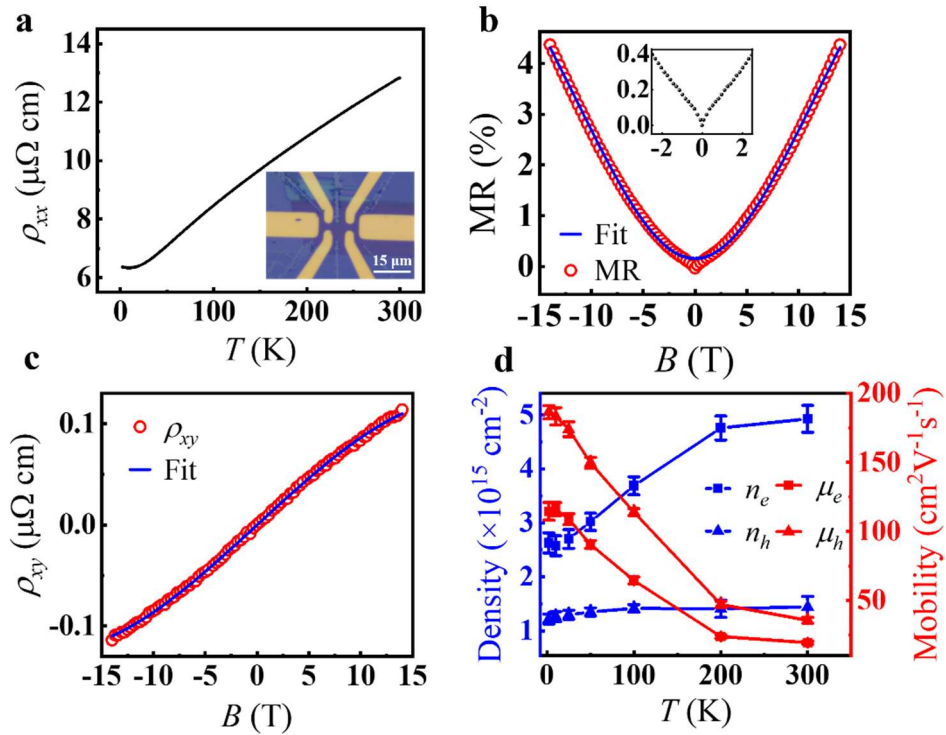 a
14
12
10
8
6
ρxx (μΩ cm)
15 μm
0 100 200 300
T (K)
b
4
3
2
1
0
MR (%)
0.4
0.2
0.0
-2 0 2
Fit
MR
-15 -10 -5 0 5 10 15
B (T)
c
0.1
0.0
-0.1
ρxy (μΩ cm)
ρxy
Fit
-15 -10 -5 0 5 10 15
B (T)
d
5
4
3
2
1
Density (×10¹⁵ cm⁻²)
ne μe
nh μh
200
150
100
50
Mobility (cm²V⁻¹s⁻¹)
0 100 200 300
T (K)